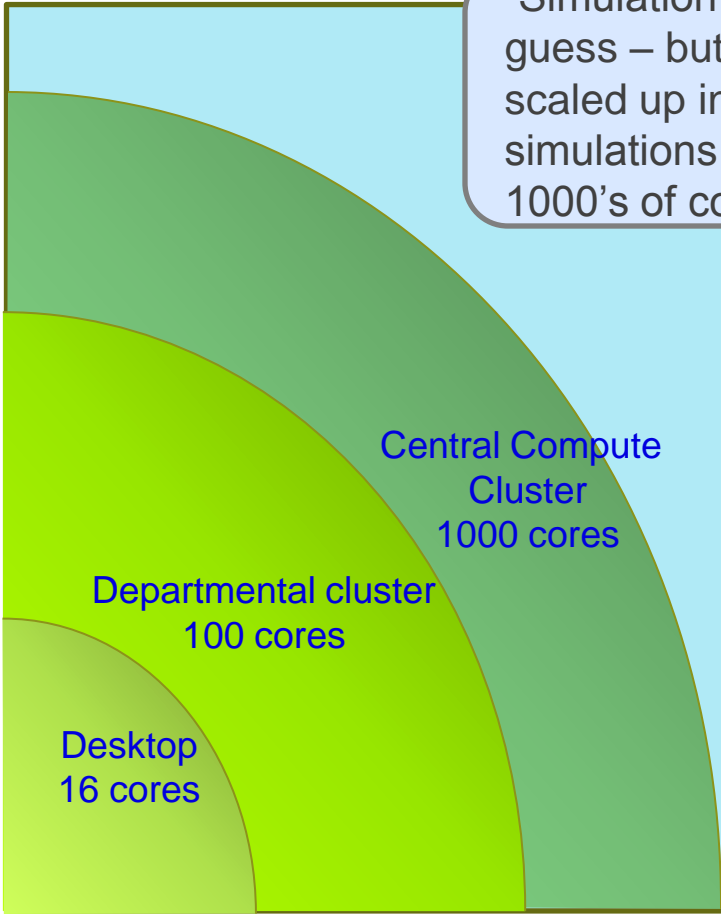 Simulation
guess – but
scaled up in
simulations
1000's of co
Central Compute
Cluster
1000 cores
Departmental cluster
100 cores
Desktop
16 cores